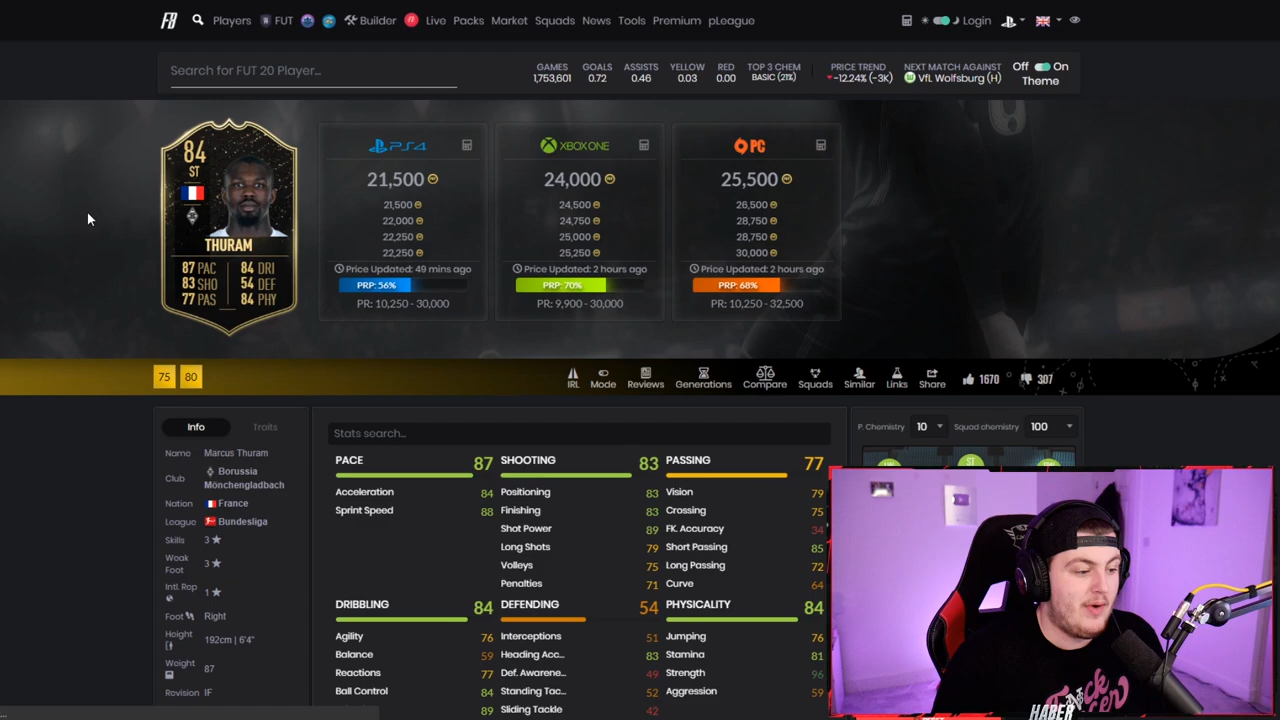 F8 Players FUT Builder Live Packs Market Squads News Tools Premium pLeague Login
Search for FUT 20 Player...
GAMES GOALS ASSISTS YELLOW RED TOP 3 CHEM PRICE TREND NEXT MATCH AGAINST Off On
1,753,601 0.72 0.46 0.03 0.00 BASIC (21%) -12.24% (-3K) VfL Wolfsburg (H) Theme
84
ST
THURAM
87 PAC 84 DRI
83 SHO 54 DEF
77 PAS 84 PHY
PS4
21,500
21,500
22,000
22,250
22,250
Price Updated: 49 mins ago
PRP: 56%
PR: 10,250 - 30,000
XBOX ONE
24,000
24,500
24,750
25,000
25,250
Price Updated: 2 hours ago
PRP: 70%
PR: 9,900 - 30,000
PC
25,500
26,500
28,750
28,750
30,000
Price Updated: 2 hours ago
PRP: 68%
PR: 10,250 - 32,500
75 80
IRL Mode Reviews Generations Compare Squads Similar Links Share 1670 307
Info Traits
Name Marcus Thuram
Club Borussia
Mönchengladbach
Nation France
League Bundesliga
Skills 3
Weak
Foot 3
Intl. Rep 1
Foot Right
Height 192cm | 6'4"
Weight 87
Revision IF
Stats search...
PACE 87
Acceleration 84
Sprint Speed 88
SHOOTING 83
Positioning 83
Finishing 83
Shot Power 89
Long Shots 79
Volleys 75
Penalties 71
PASSING 77
Vision 79
Crossing 75
FK. Accuracy 34
Short Passing 85
Long Passing 72
Curve 64
DRIBBLING 84
Agility 76
Balance 59
Reactions 77
Ball Control 84
89
DEFENDING 54
Interceptions 51
Heading Acc... 83
Def. Awarene... 49
Standing Tac... 52
Sliding Tackle 42
PHYSICALITY 84
Jumping 76
Stamina 81
Strength 96
Aggression 59
P. Chemistry 10 Squad chemistry 100
ST
HABER